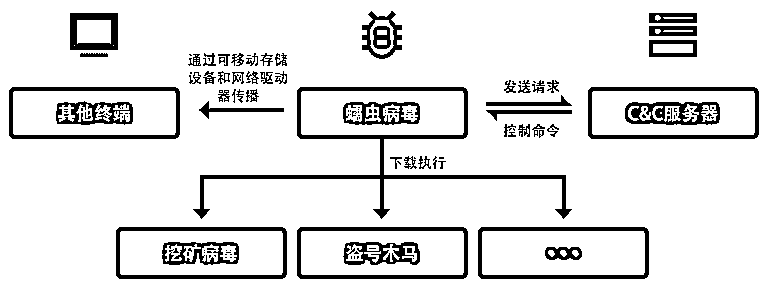 通过可移动存储
设备和网络驱动
器传播
发送请求
其他终端
蠕虫病毒
C&C服务器
控制命令
下载执行
挖矿病毒
盗号木马
○○○